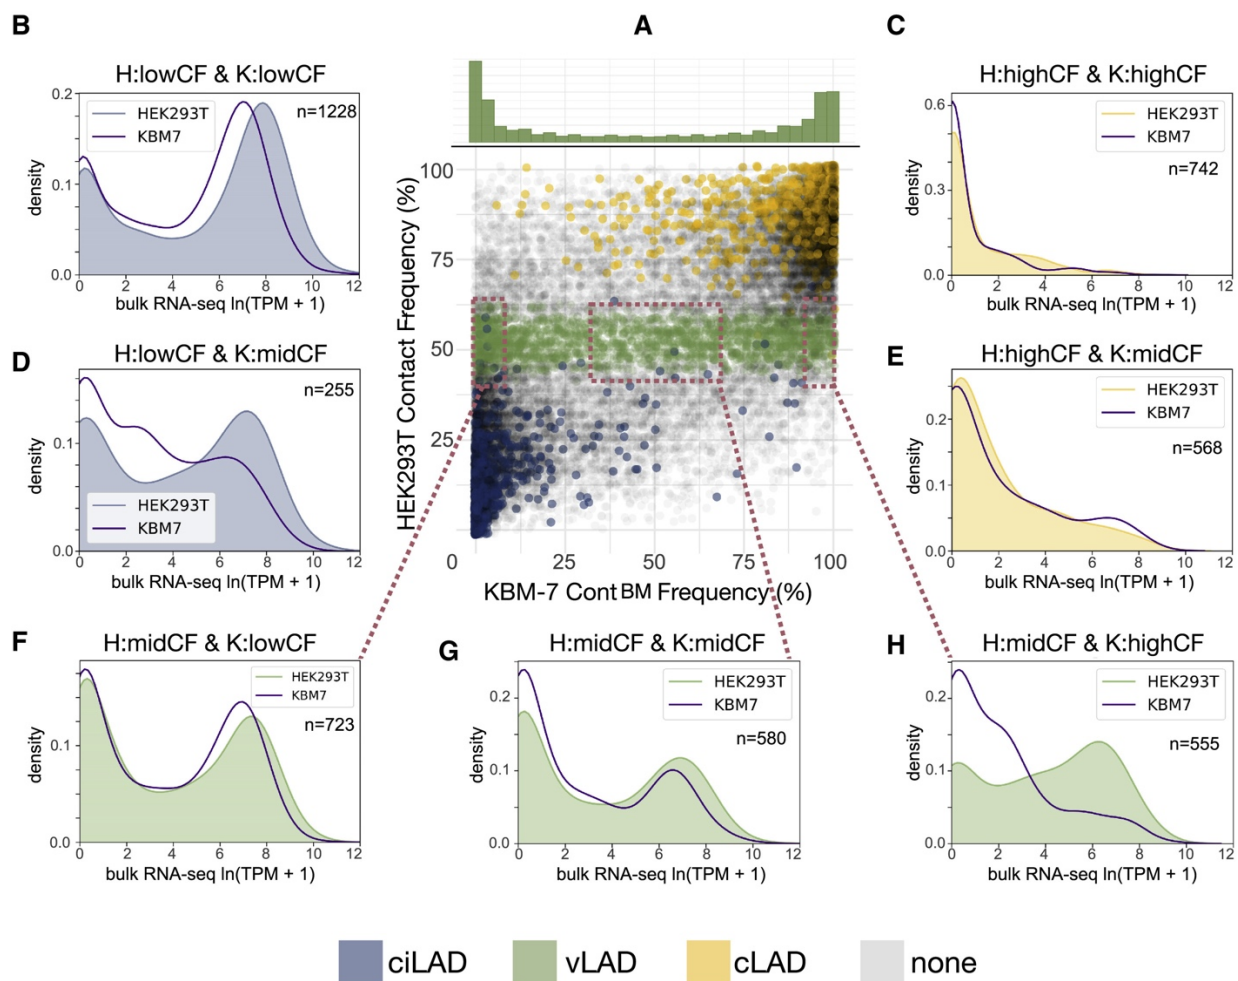 B
H:lowCF & K:lowCF
HEK293T
KBM7
n=1228
density
0.2
0.1
0.0
0 2 4 6 8 10 12
bulk RNA-seq ln(TPM + 1)
A
HEK293T Contact Frequency (%)
100
75
50
25
0 25 50 75 100
KBM-7 Cont BM Frequency (%)
C
H:highCF & K:highCF
HEK293T
KBM7
n=742
density
0.6
0.3
0.0
0 2 4 6 8 10 12
bulk RNA-seq ln(TPM + 1)
D
H:lowCF & K:midCF
n=255
HEK293T
KBM7
density
0.1
0.0
0 2 4 6 8 10 12
bulk RNA-seq ln(TPM + 1)
E
H:highCF & K:midCF
HEK293T
KBM7
n=568
density
0.2
0.1
0.0
0 2 4 6 8 10 12
bulk RNA-seq ln(TPM + 1)
F
H:midCF & K:lowCF
HEK293T
KBM7
n=723
density
0.1
0.0
0 2 4 6 8 10 12
bulk RNA-seq ln(TPM + 1)
G
H:midCF & K:midCF
HEK293T
KBM7
n=580
density
0.2
0.1
0.0
0 2 4 6 8 10 12
bulk RNA-seq ln(TPM + 1)
H
H:midCF & K:highCF
HEK293T
KBM7
n=555
density
0.2
0.1
0.0
0 2 4 6 8 10 12
bulk RNA-seq ln(TPM + 1)
ciLAD vLAD cLAD none